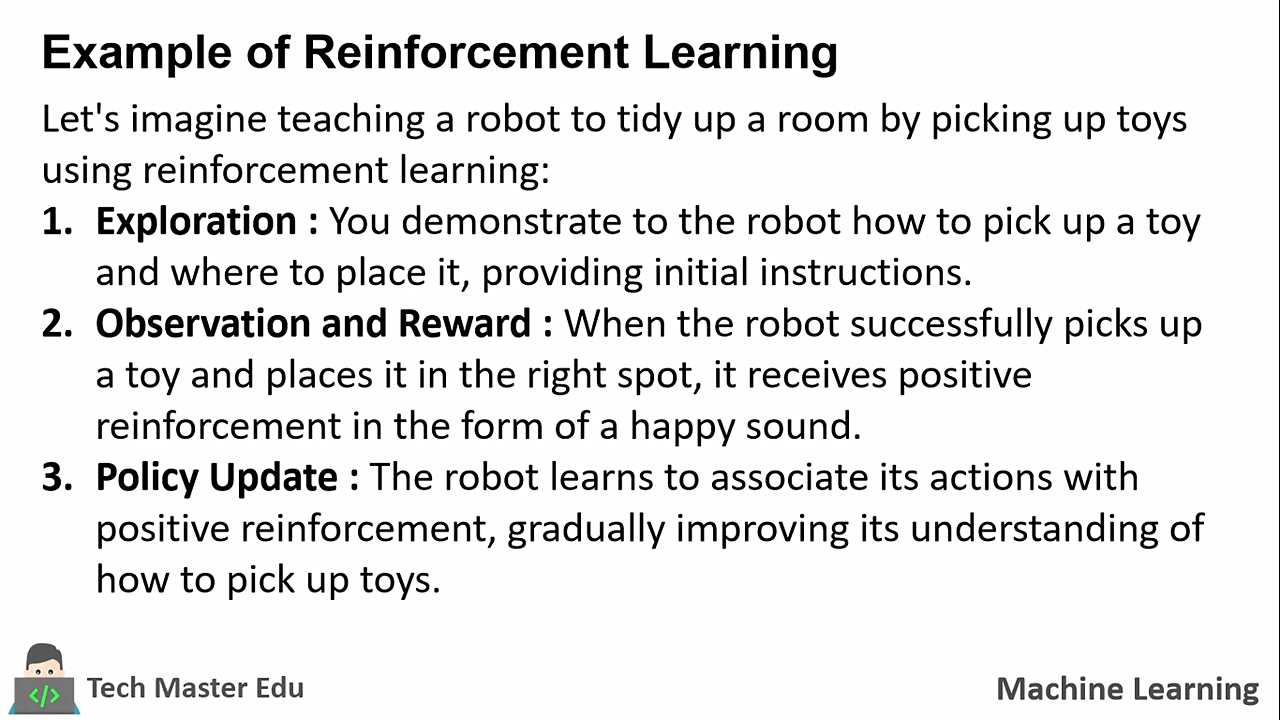 Example of Reinforcement Learning
Let's imagine teaching a robot to tidy up a room by picking up toys
using reinforcement learning:
1. Exploration : You demonstrate to the robot how to pick up a toy
and where to place it, providing initial instructions.
2. Observation and Reward : When the robot successfully picks up
a toy and places it in the right spot, it receives positive
reinforcement in the form of a happy sound.
3. Policy Update : The robot learns to associate its actions with
positive reinforcement, gradually improving its understanding of
how to pick up toys.
</>
Tech Master Edu
Machine Learning